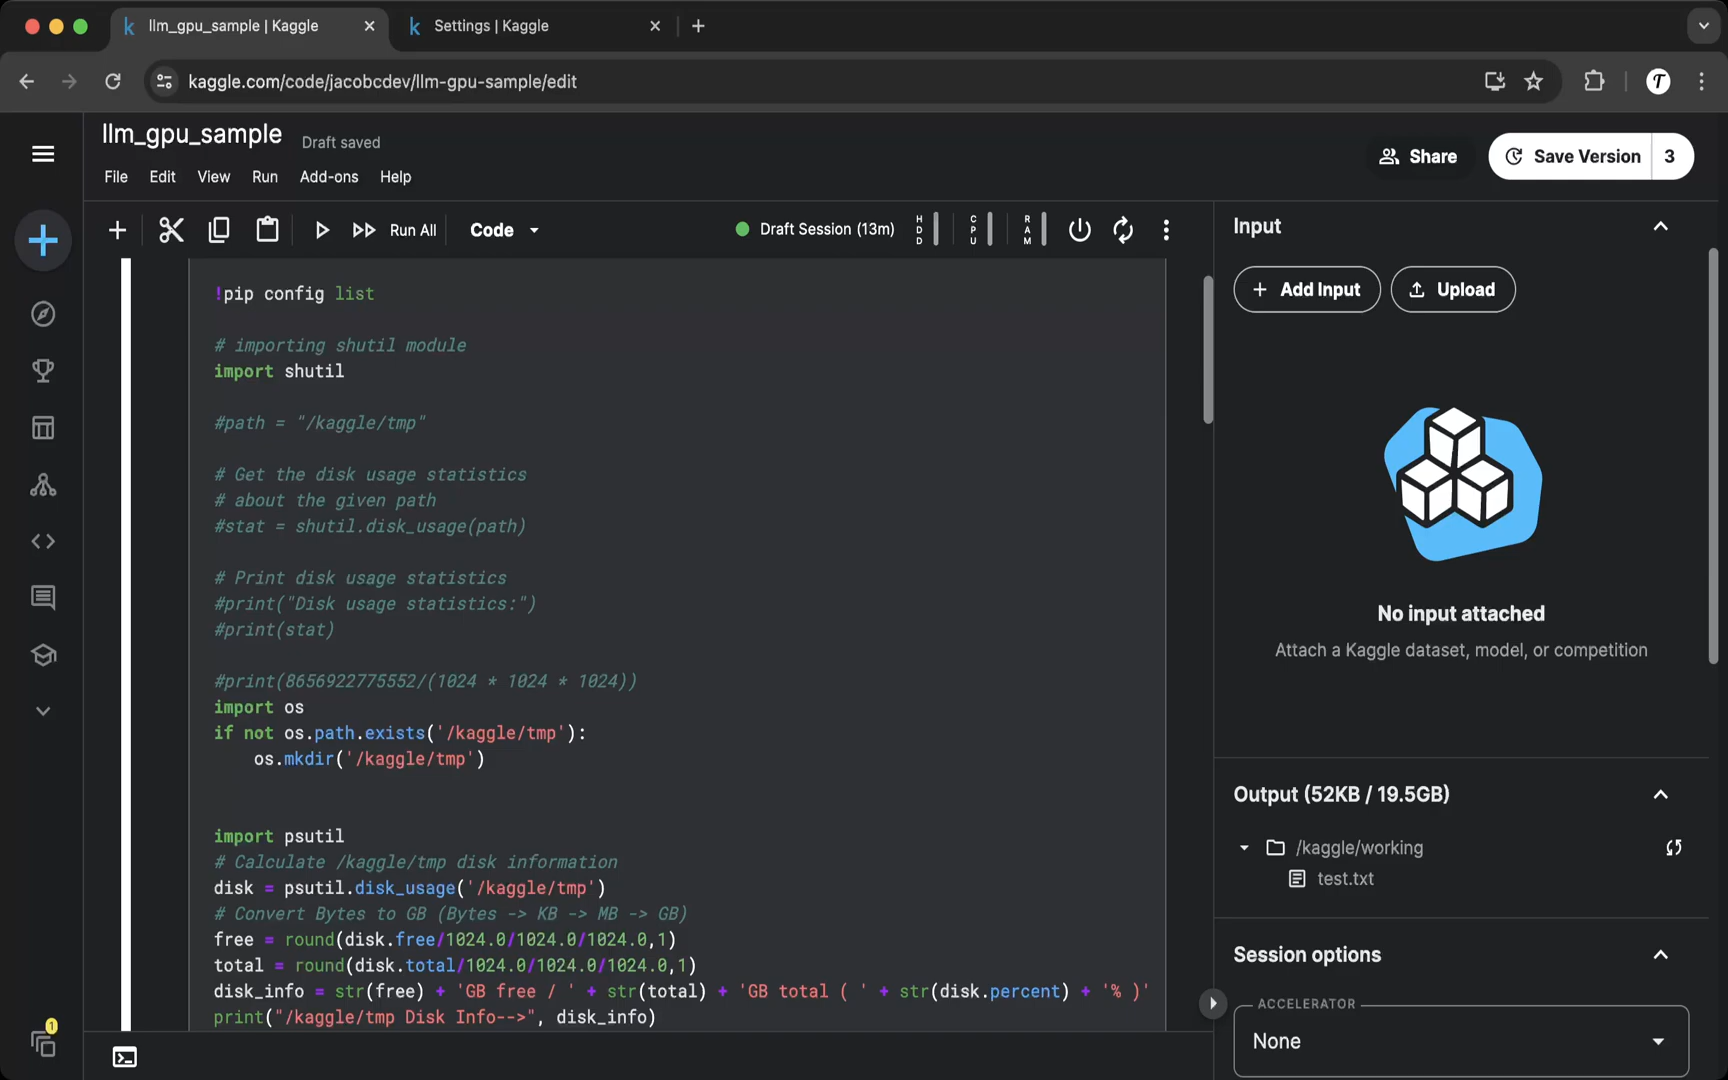 llm_gpu_sample | Kaggle
Settings | Kaggle
kaggle.com/code/jacobcdev/llm-gpu-sample/edit
T
llm_gpu_sample
Draft saved
File Edit View Run Add-ons Help
Share
Save Version 3
Run All
Code
Draft Session (13m)
HDD
CPU
RAM
!pip config list
# importing shutil module
import shutil
#path = "/kaggle/tmp"
# Get the disk usage statistics
# about the given path
#stat = shutil.disk_usage(path)
# Print disk usage statistics
#print("Disk usage statistics:")
#print(stat)
#print(8656922775552/(1024 * 1024 * 1024))
import os
if not os.path.exists('/kaggle/tmp'):
    os.mkdir('/kaggle/tmp')
import psutil
# Calculate /kaggle/tmp disk information
disk = psutil.disk_usage('/kaggle/tmp')
# Convert Bytes to GB (Bytes -> KB -> MB -> GB)
free = round(disk.free/1024.0/1024.0/1024.0,1)
total = round(disk.total/1024.0/1024.0/1024.0,1)
disk_info = str(free) + 'GB free / ' + str(total) + 'GB total ( ' + str(disk.percent) + '% )'
print("/kaggle/tmp Disk Info-->", disk_info)
Input
Add Input
Upload
No input attached
Attach a Kaggle dataset, model, or competition
Output (52KB / 19.5GB)
/kaggle/working
test.txt
Session options
ACCELERATOR
None
1